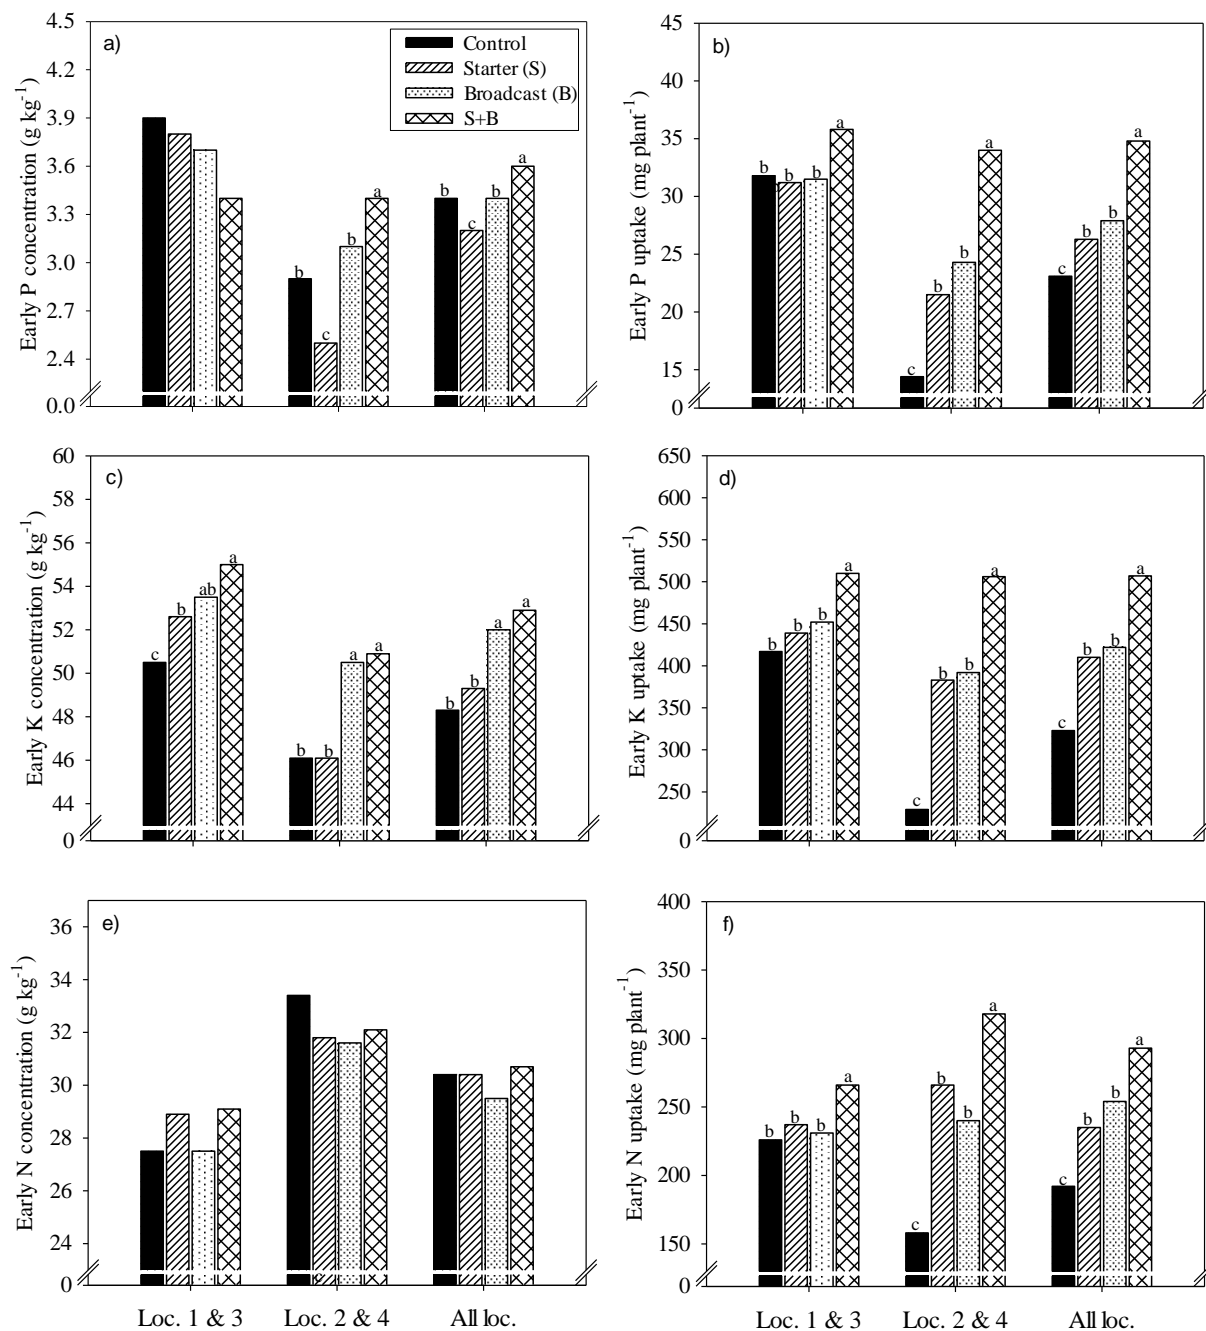 a)
Control
Starter (S)
Broadcast (B)
S+B
Early P concentration (g kg⁻¹)
4.5
4.2
3.9
3.6
3.3
3.0
2.7
2.4
0.0
b c b a
b c b a
b)
Early P uptake (mg plant⁻¹)
45
40
35
30
25
20
15
0
b b b a
c b b a
c b b a
c)
Early K concentration (g kg⁻¹)
60
58
56
54
52
50
48
46
44
0
c b ab a
b b a a
b b a a
d)
Early K uptake (mg plant⁻¹)
650
600
550
500
450
400
350
300
250
0
b b b a
c b b a
c b b a
e)
Early N concentration (g kg⁻¹)
36
34
32
30
28
26
24
0
Loc. 1 & 3 Loc. 2 & 4 All loc.
f)
Early N uptake (mg plant⁻¹)
400
350
300
250
200
150
0
b b b a
c b b a
c b b a
Loc. 1 & 3 Loc. 2 & 4 All loc.